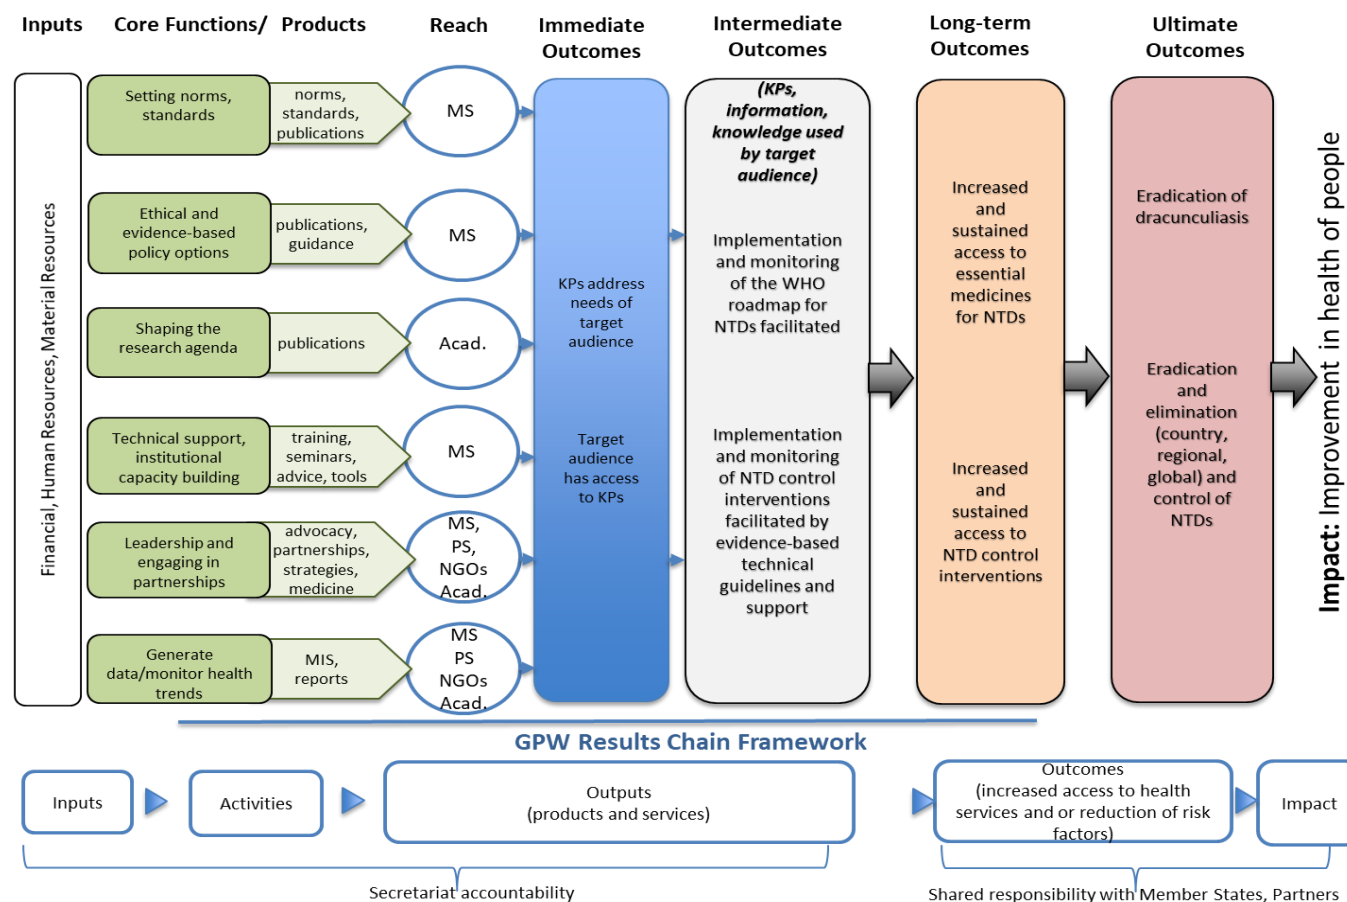 Inputs
Core Functions/ Products
Reach
Immediate
Outcomes
Intermediate
Outcomes
Long-term
Outcomes
Ultimate
Outcomes
Financial, Human Resources, Material Resources
Setting norms,
standards
norms,
standards,
publications
MS
Ethical and
evidence-based
policy options
publications,
guidance
MS
Shaping the
research agenda
publications
Acad.
Technical support,
institutional
capacity building
training,
seminars,
advice, tools
MS
Leadership and
engaging in
partnerships
advocacy,
partnerships,
strategies,
medicine
MS,
PS,
NGOs
Acad.
Generate
data/monitor health
trends
MIS,
reports
MS
PS
NGOs
Acad.
KPs address
needs of
target
audience
Target
audience
has access
to KPs
(KPs,
information,
knowledge used
by target
audience)
Implementation
and monitoring
of the WHO
roadmap for
NTDs facilitated
Implementation
and monitoring
of NTD control
interventions
facilitated by
evidence-based
technical
guidelines and
support
Increased
and
sustained
access to
essential
medicines
for NTDs
Increased
and
sustained
access to
NTD control
interventions
Eradication of
dracunculiasis
Eradication
and
elimination
(country,
regional,
global) and
control of
NTDs
Impact: Improvement in health of people
GPW Results Chain Framework
Inputs
Activities
Outputs
(products and services)
Outcomes
(increased access to health
services and or reduction of risk
factors)
Impact
Secretariat accountability
Shared responsibility with Member States, Partners